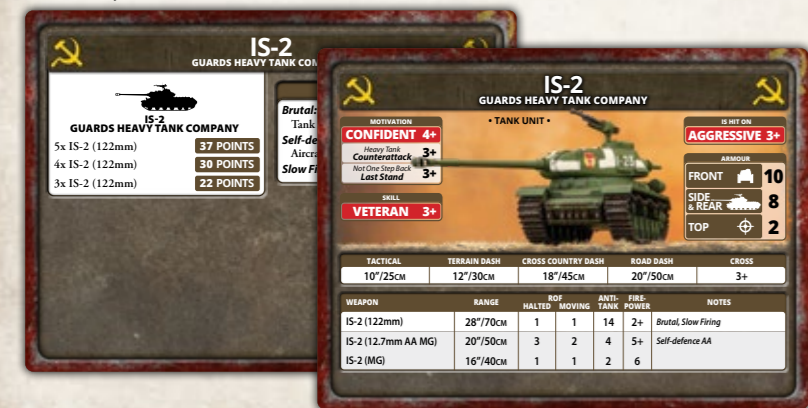 IS-2
GUARDS HEAVY TANK COM
IS-2
GUARDS HEAVY TANK COMPANY
5x IS-2 (122mm) 37 POINTS
4x IS-2 (122mm) 30 POINTS
3x IS-2 (122mm) 22 POINTS
Brutal:
Tank
Self-de
Aircra
Slow Fi
IS-2
GUARDS HEAVY TANK COMPANY
• TANK UNIT •
MOTIVATION
CONFIDENT 4+
Heavy Tank
Counterattack 3+
Not One Step Back
Last Stand 3+
SKILL
VETERAN 3+
IS HIT ON
AGGRESSIVE 3+
ARMOUR
FRONT 10
SIDE & REAR 8
TOP 2
TACTICAL TERRAIN DASH CROSS COUNTRY DASH ROAD DASH CROSS
10"/25CM 12"/30CM 18"/45CM 20"/50CM 3+
WEAPON RANGE ROF HALTED MOVING ANTI-TANK FIRE-POWER NOTES
IS-2 (122mm) 28"/70CM 1 1 14 2+ Brutal, Slow Firing
IS-2 (12.7mm AA MG) 20"/50CM 3 2 4 5+ Self-defence AA
IS-2 (MG) 16"/40CM 1 1 2 6